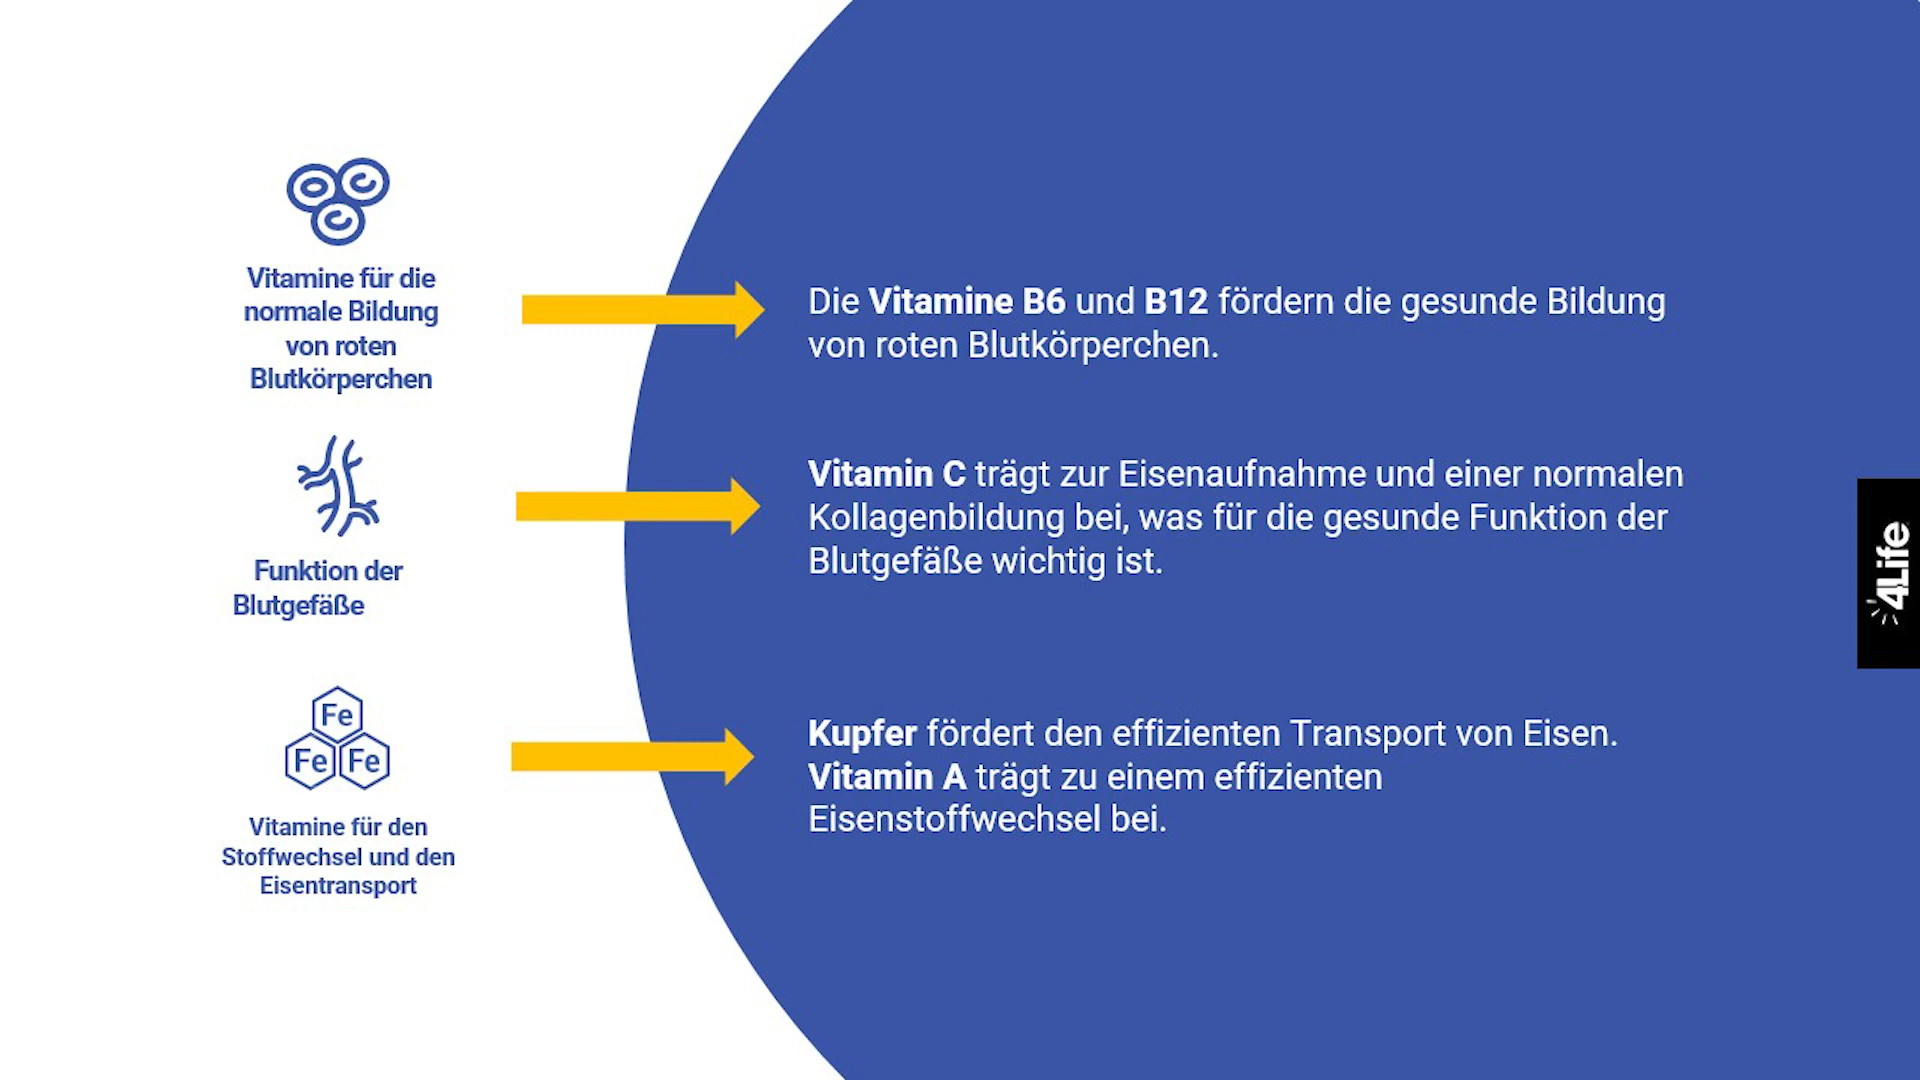 Vitamine für die
normale Bildung
von roten
Blutkörperchen
Die Vitamine B6 und B12 fördern die gesunde Bildung
von roten Blutkörperchen.
Funktion der
Blutgefäße
Vitamin C trägt zur Eisenaufnahme und einer normalen
Kollagenbildung bei, was für die gesunde Funktion der
Blutgefäße wichtig ist.
Fe
Fe Fe
Vitamine für den
Stoffwechsel und den
Eisentransport
Kupfer fördert den effizienten Transport von Eisen.
Vitamin A trägt zu einem effizienten
Eisenstoffwechsel bei.
4Life